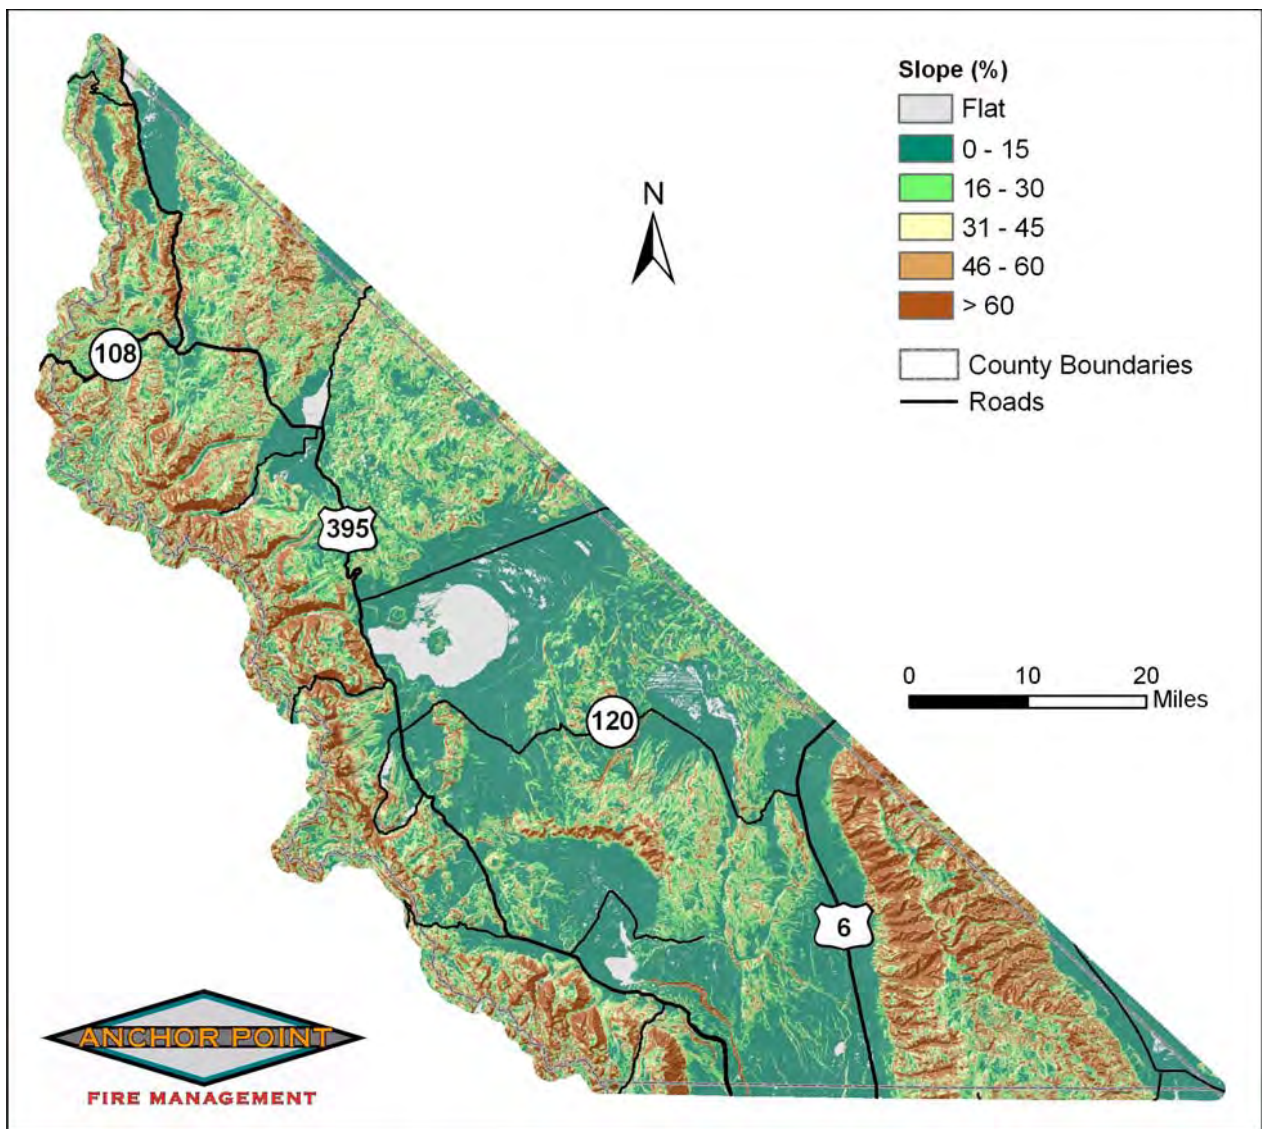 Slope (%)
Flat
0 - 15
16 - 30
31 - 45
46 - 60
> 60
County Boundaries
Roads
N
108
395
0 10 20
Miles
120
6
ANCHOR POINT
FIRE MANAGEMENT